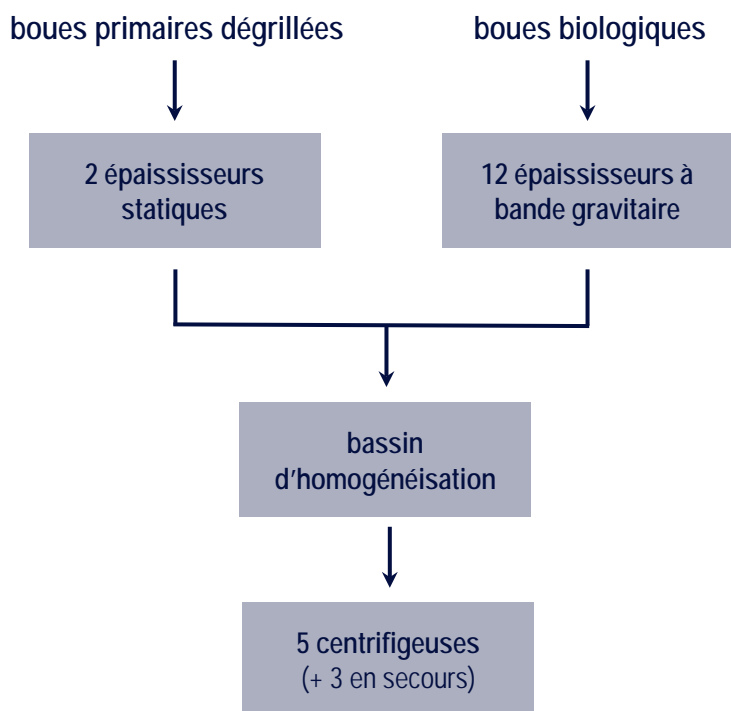 boues primaires dégrillées
boues biologiques
2 épaississeurs
statiques
12 épaississeurs à
bande gravitaire
bassin
d'homogénéisation
5 centrifigeuses
(+ 3 en secours)